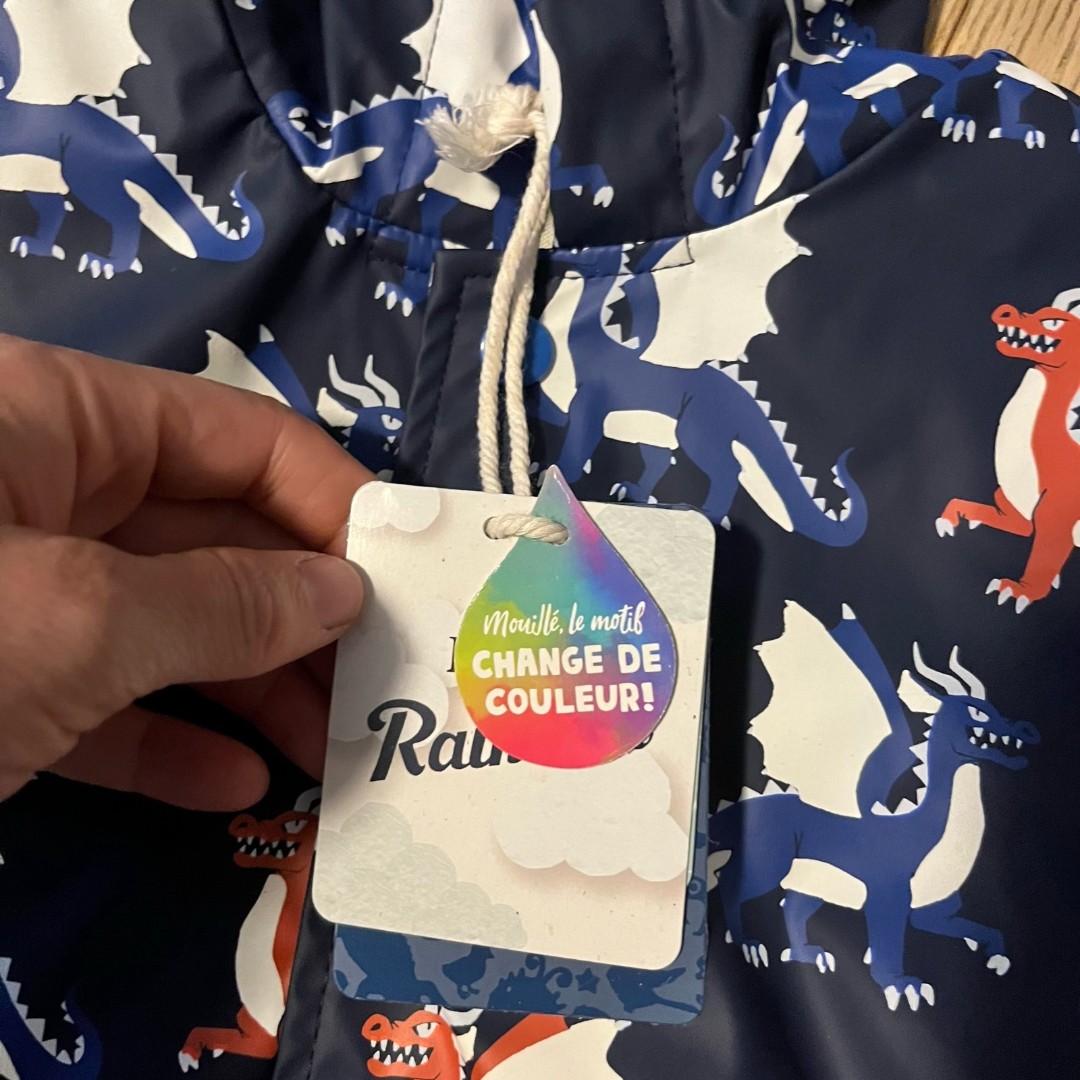 Mouillé, le motif
CHANGE DE
COULEUR!